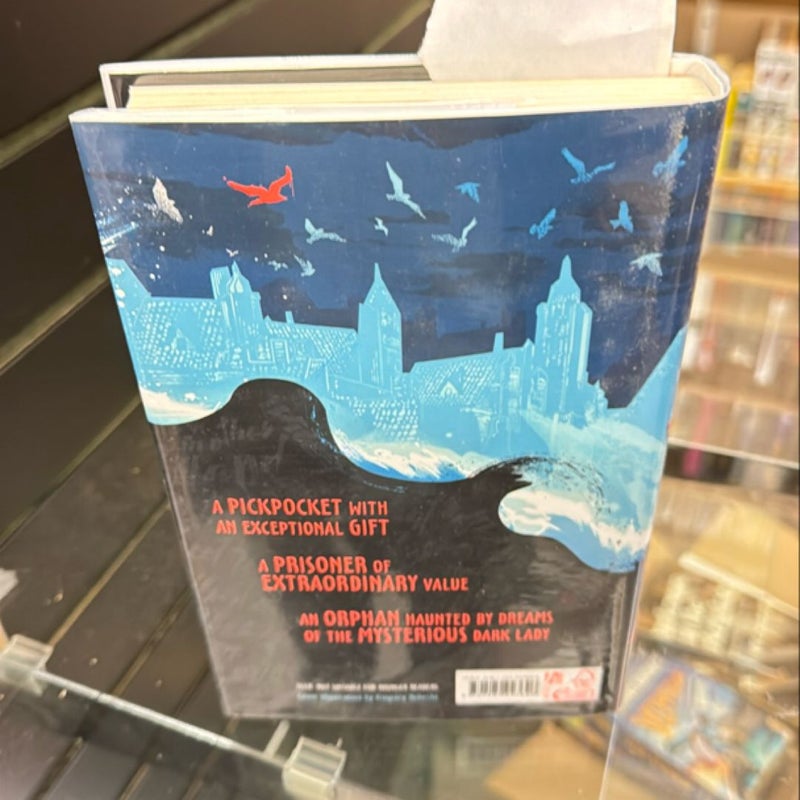 A PICKPOCKET WITH
AN EXCEPTIONAL GIFT
A PRISONER OF
EXTRAORDINARY VALUE
AN ORPHAN HAUNTED BY DREAMS
OF THE MYSTERIOUS DARK LADY